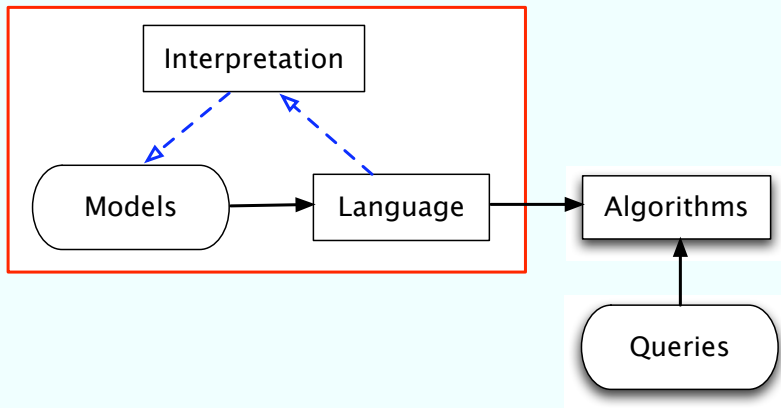 Interpretation
Models
Language
Algorithms
Queries